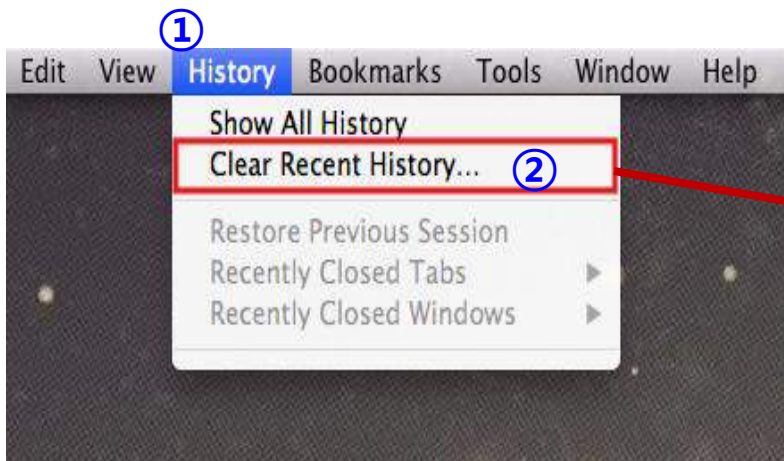 ①
Edit View History Bookmarks Tools Window Help
Show All History
Clear Recent History... ②
Restore Previous Session
Recently Closed Tabs
Recently Closed Windows